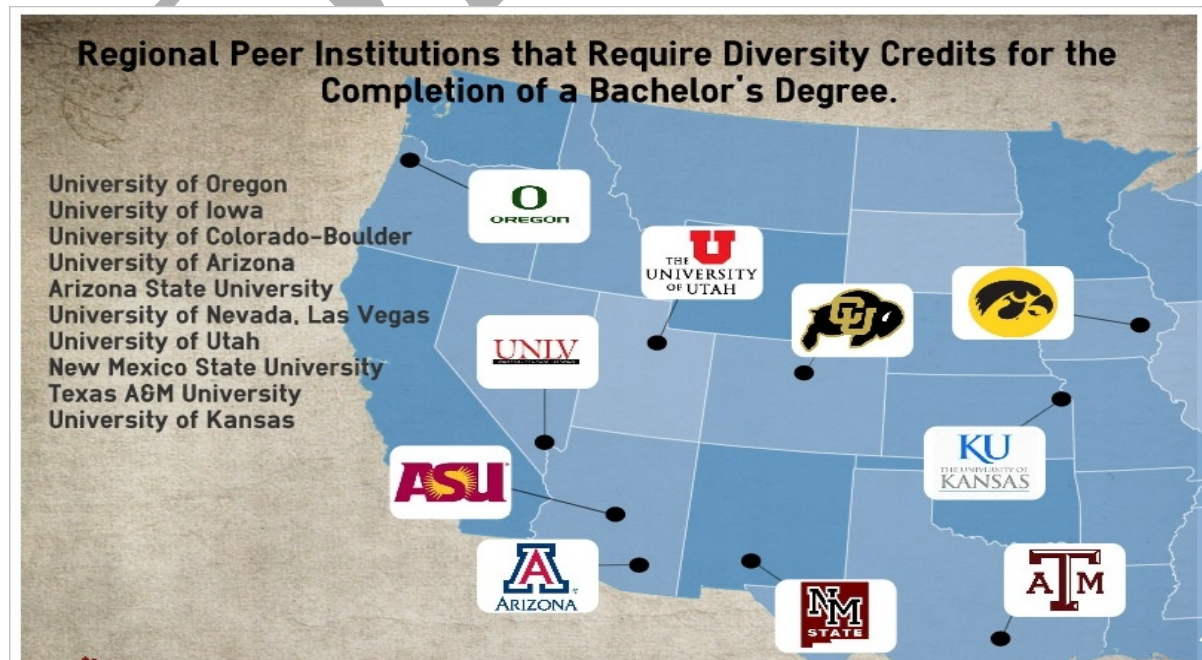 Regional Peer Institutions that Require Diversity Credits for the
Completion of a Bachelor's Degree.
University of Oregon
University of Iowa
University of Colorado-Boulder
University of Arizona
Arizona State University
University of Nevada, Las Vegas
University of Utah
New Mexico State University
Texas A&M University
University of Kansas
O
OREGON
U
THE
UNIVERSITY
OF UTAH
CU
UNLV
KU
THE UNIVERSITY OF
KANSAS
ASU
A
ARIZONA
NM
STATE
ATM